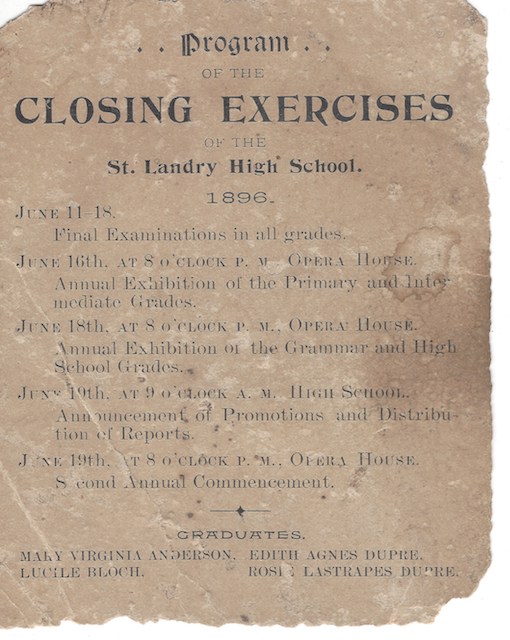 . . Program . .
OF THE
CLOSING EXERCISES
OF THE
St. Landry High School.
1896.
June 11-18.
Final Examinations in all grades.
June 16th, at 8 o'clock p. m., Opera House.
Annual Exhibition of the Primary and Inter-
mediate Grades.
June 18th, at 8 o'clock p. m., Opera House.
Annual Exhibition of the Grammar and High
School Grades.
June 19th, at 9 o'clock a. m. High School.
Announcement of Promotions and Distribu-
tion of Reports.
June 19th, at 8 o'clock p. m., Opera House.
Second Annual Commencement.
GRADUATES.
MARY VIRGINIA ANDERSON, EDITH AGNES DUPRE,
LUCILE BLOCH, ROSIE LASTRAPES DUPRE.